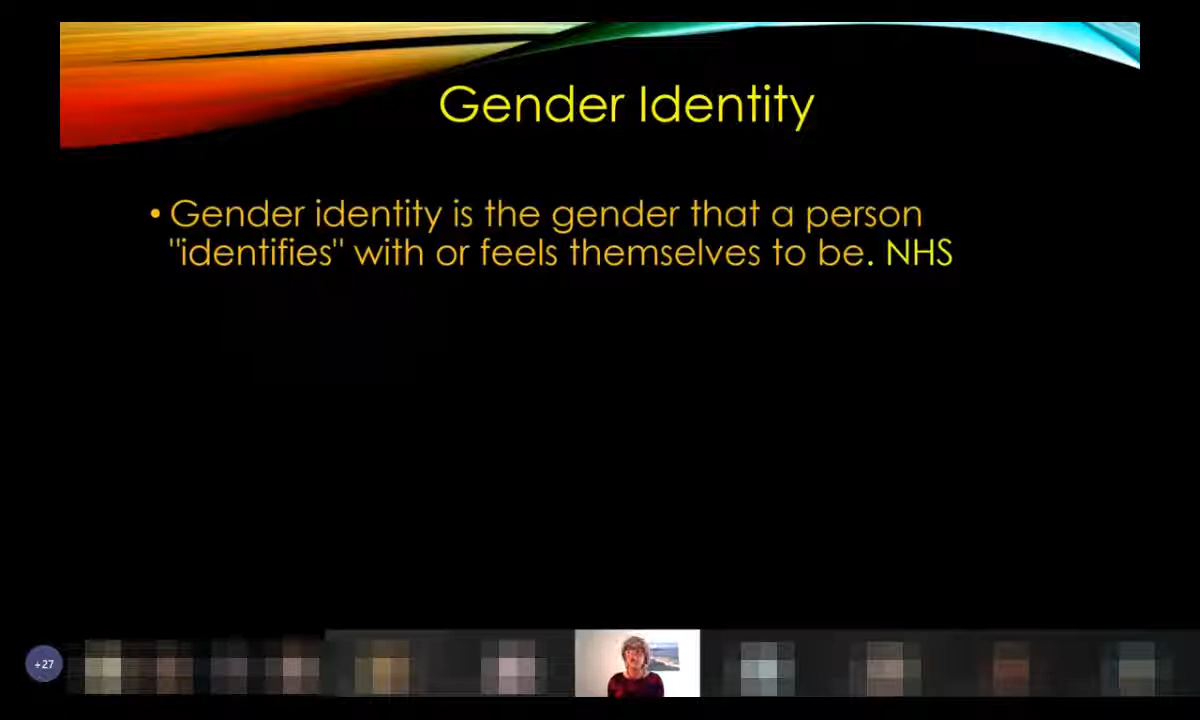 Gender Identity
• Gender identity is the gender that a person
"identifies" with or feels themselves to be. NHS
+27